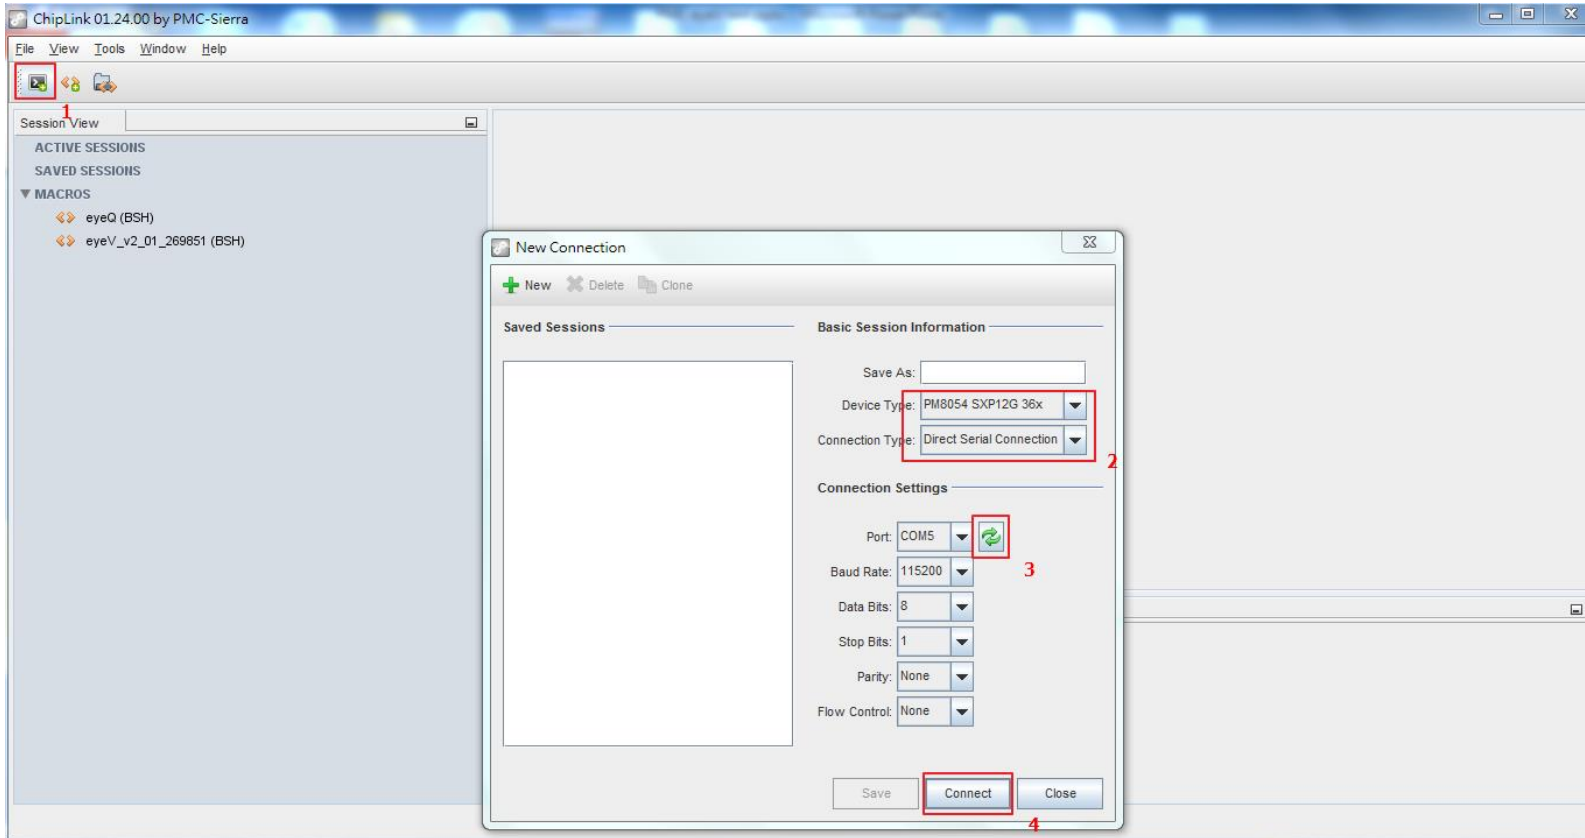 ChipLink 01.24.00 by PMC-Sierra
File View Tools Window Help
1
Session View
ACTIVE SESSIONS
SAVED SESSIONS
MACROS
eyeQ (BSH)
eyeV_v2_01_269851 (BSH)
New Connection
New Delete Clone
Saved Sessions
Basic Session Information
Save As:
Device Type: PM8054 SXP12G 36x
Connection Type: Direct Serial Connection
2
Connection Settings
Port: COM5
3
Baud Rate: 115200
Data Bits: 8
Stop Bits: 1
Parity: None
Flow Control: None
Save Connect Close
4